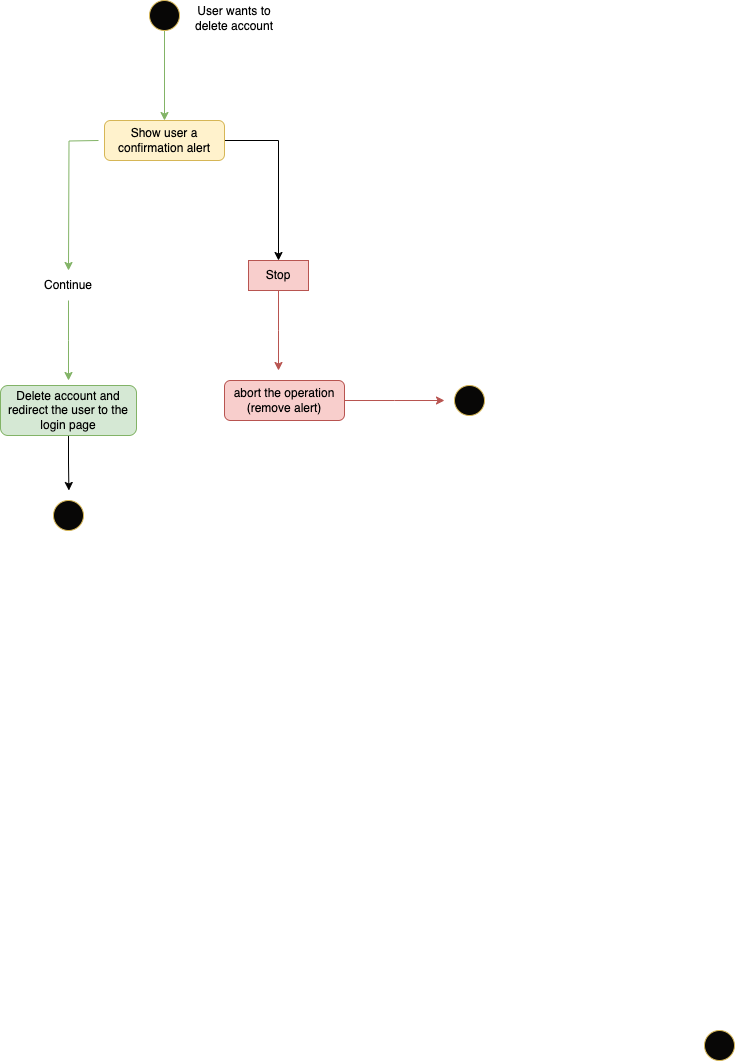 User wants to
delete account
Show user a
confirmation alert
Continue
Stop
Delete account and
redirect the user to the
login page
abort the operation
(remove alert)